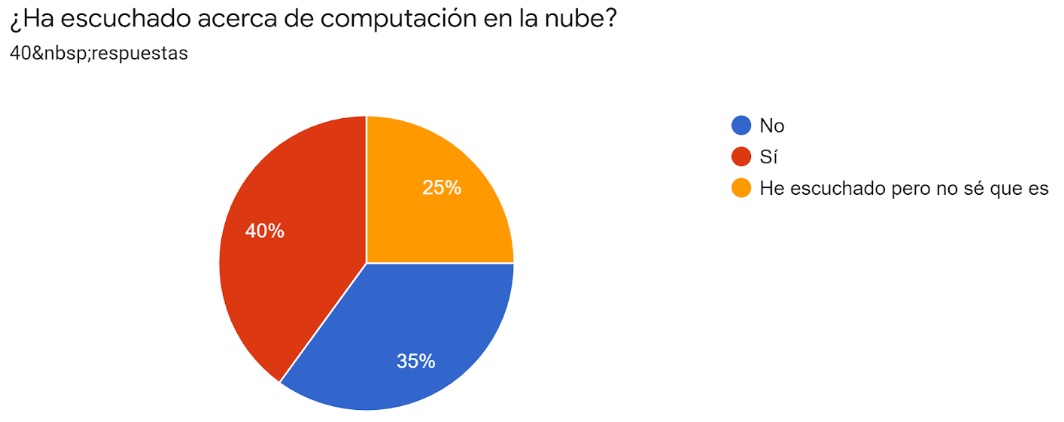 ¿Ha escuchado acerca de computación en la nube?
40&nbsp;respuestas
No
Sí
He escuchado pero no sé que es
25%
40%
35%